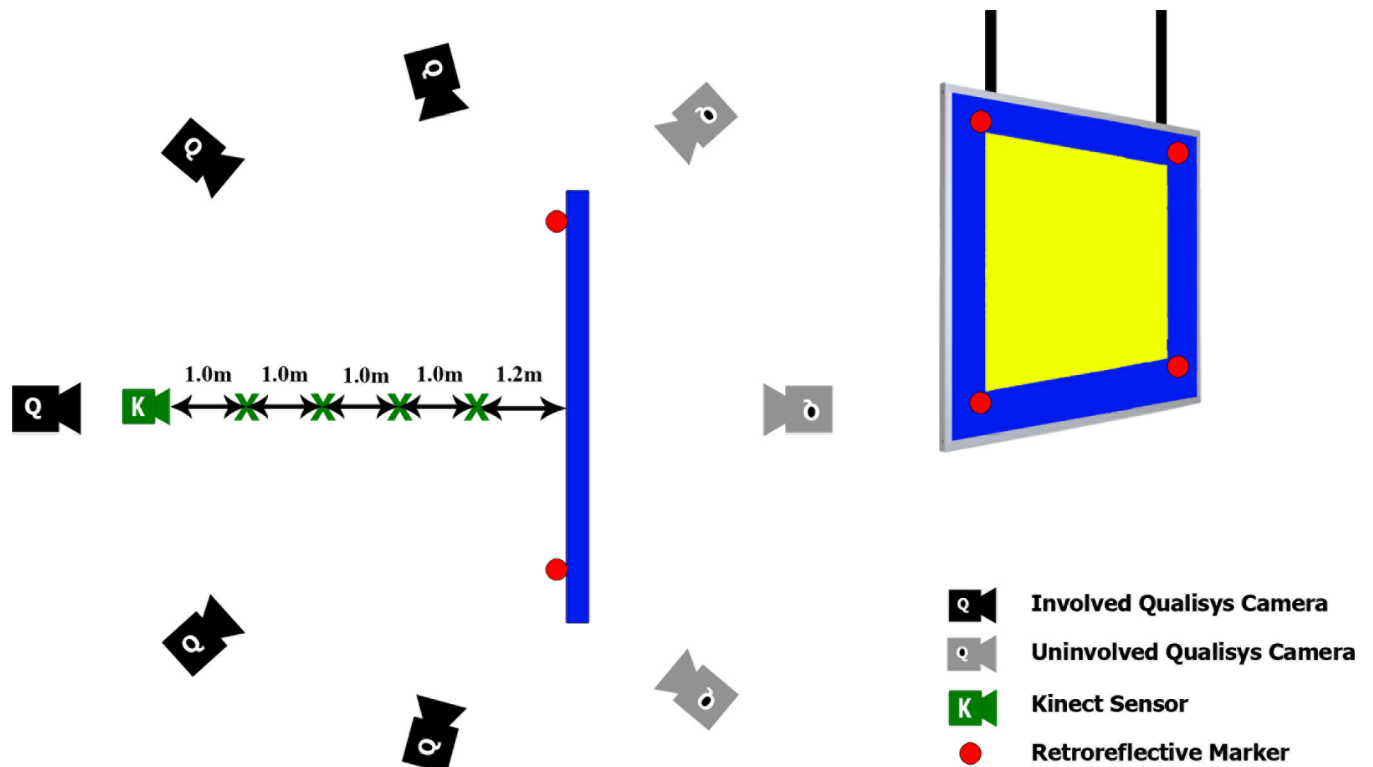 Q
Q
Q
1.0m 1.0m 1.0m 1.0m 1.2m
Q K X X X X Q
Q
Q
Q
Q Involved Qualisys Camera
Q Uninvolved Qualisys Camera
K Kinect Sensor
Retroreflective Marker